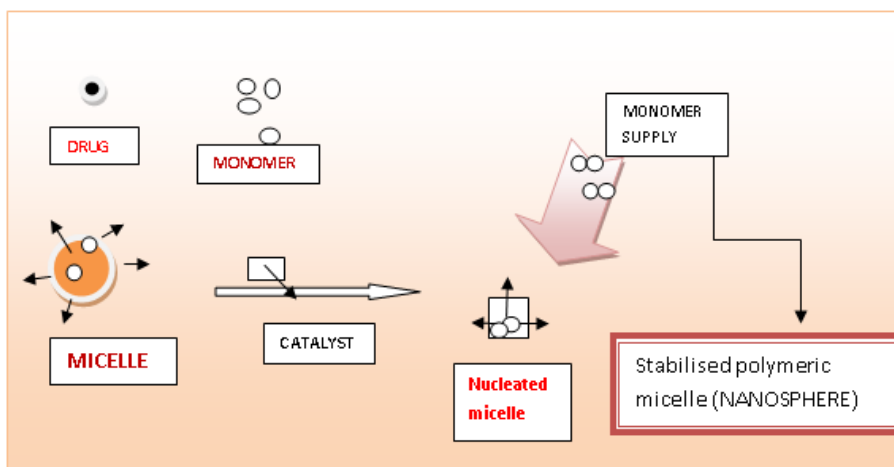 DRUG
MONOMER
MONOMER
SUPPLY
MICELLE
CATALYST
Nucleated
micelle
Stabilised polymeric
micelle (NANOSPHERE)